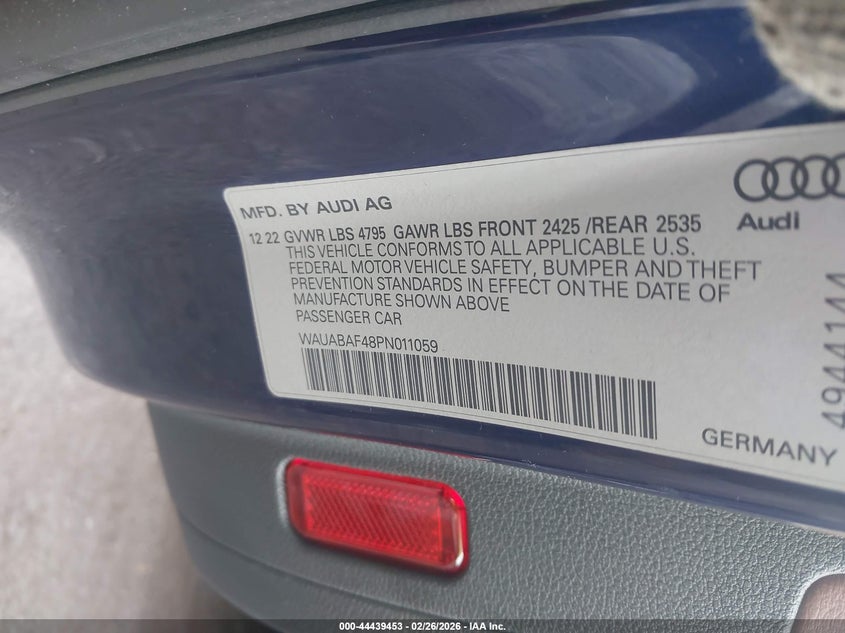 MFD. BY AUDI AG
12 22 GVWR LBS 4795 GAWR LBS FRONT 2425 /REAR 2535
THIS VEHICLE CONFORMS TO ALL APPLICABLE U.S.
FEDERAL MOTOR VEHICLE SAFETY, BUMPER AND THEFT
PREVENTION STANDARDS IN EFFECT ON THE DATE OF
MANUFACTURE SHOWN ABOVE
PASSENGER CAR
WAUABAF48PN011059
Audi
4944144
GERMANY
000-44439453 - 02/26/2026 - IAA Inc.